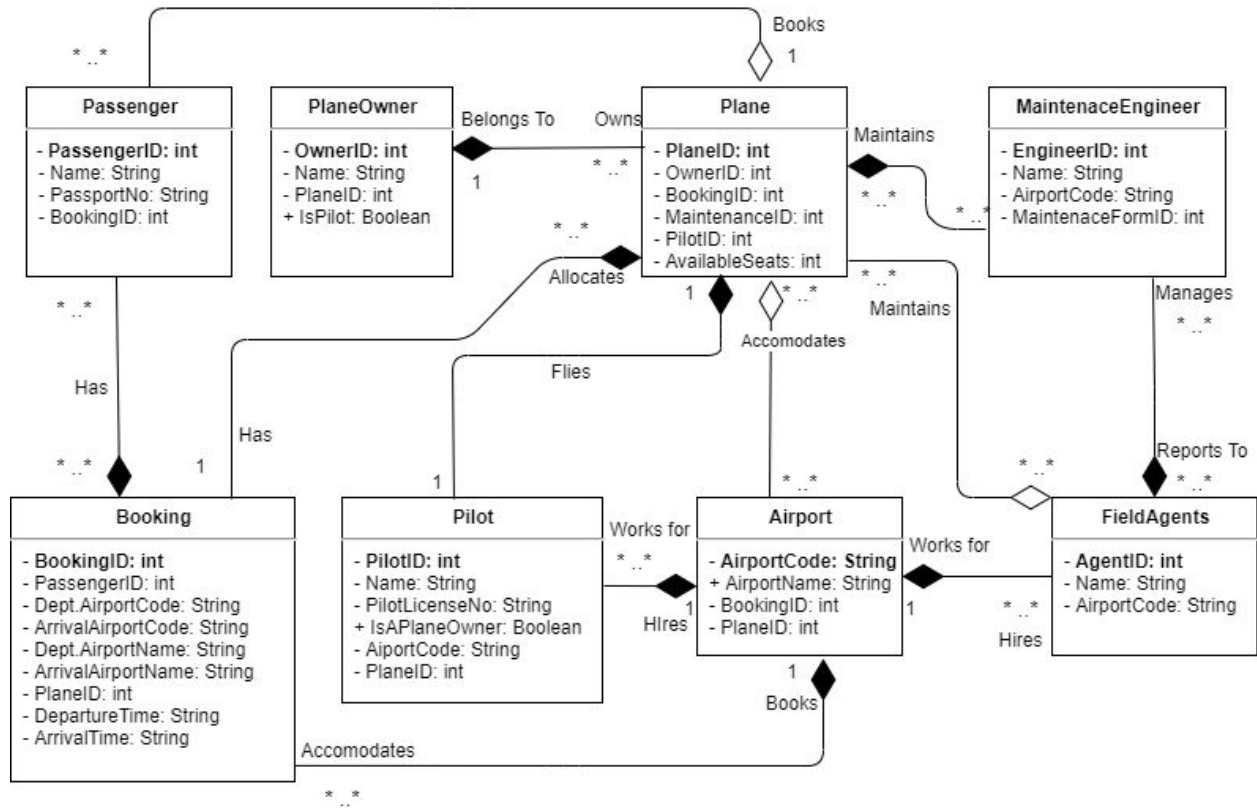 Books
* ..*
1
Passenger
- PassengerID: int
- Name: String
- PassportNo: String
- BookingID: int
PlaneOwner
- OwnerID: int
- Name: String
- PlaneID: int
+ IsPilot: Boolean
Belongs To
Owns
1
* ..*
Plane
- PlaneID: int
- OwnerID: int
- BookingID: int
- MaintenanceID: int
- PilotID: int
- AvailableSeats: int
Maintains
* ..*
* ..*
MaintenaceEngineer
- EngineerID: int
- Name: String
- AirportCode: String
- MaintenaceFormID: int
* ..*
Allocates
1
* ..*
* ..*
Maintains
Manages
* ..*
* ..*
Accomodates
Flies
Has
Has
* ..*
1
1
* ..*
* ..*
Reports To
* ..*
Booking
- BookingID: int
- PassengerID: int
- Dept.AirportCode: String
- ArrivalAirportCode: String
- Dept.AirportName: String
- ArrivalAirportName: String
- PlaneID: int
- DepartureTime: String
- ArrivalTime: String
Pilot
- PilotID: int
- Name: String
- PilotLicenseNo: String
+ IsAPlaneOwner: Boolean
- AiportCode: String
- PlaneID: int
Works for
* ..*
1
HIres
Airport
- AirportCode: String
+ AirportName: String
- BookingID: int
- PlaneID: int
Works for
1
* ..*
Hires
FieldAgents
- AgentID: int
- Name: String
- AirportCode: String
1
Books
Accomodates
* ..*